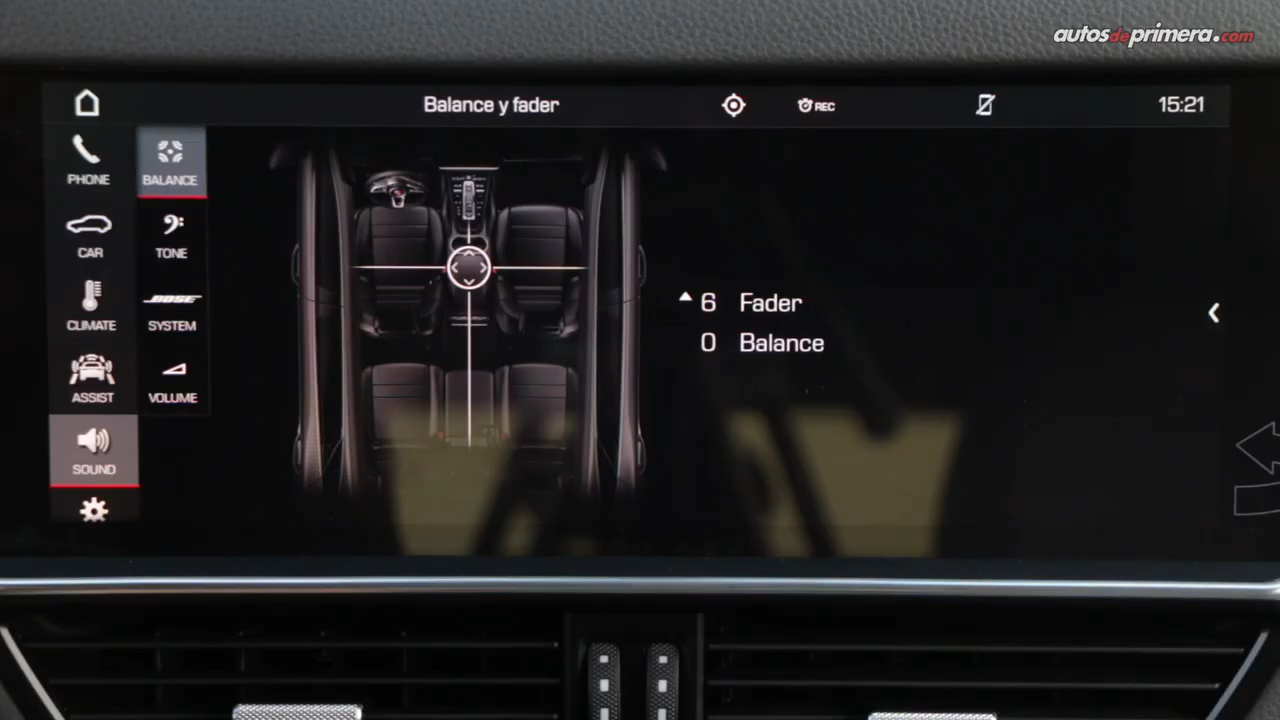 autosdeprimera.com
Balance y fader
REC
15:21
PHONE
BALANCE
CAR
TONE
CLIMATE
BOSE
SYSTEM
ASSIST
VOLUME
SOUND
6 Fader
0 Balance